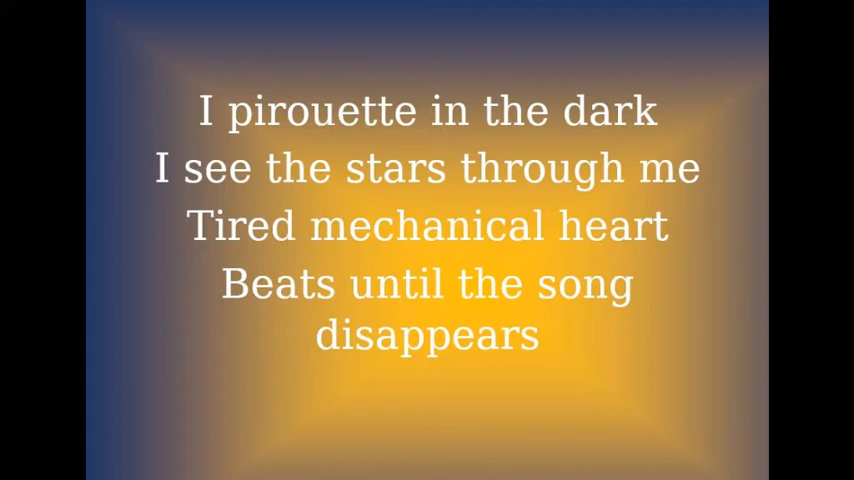 I pirouette in the dark
I see the stars through me
Tired mechanical heart
Beats until the song
disappears